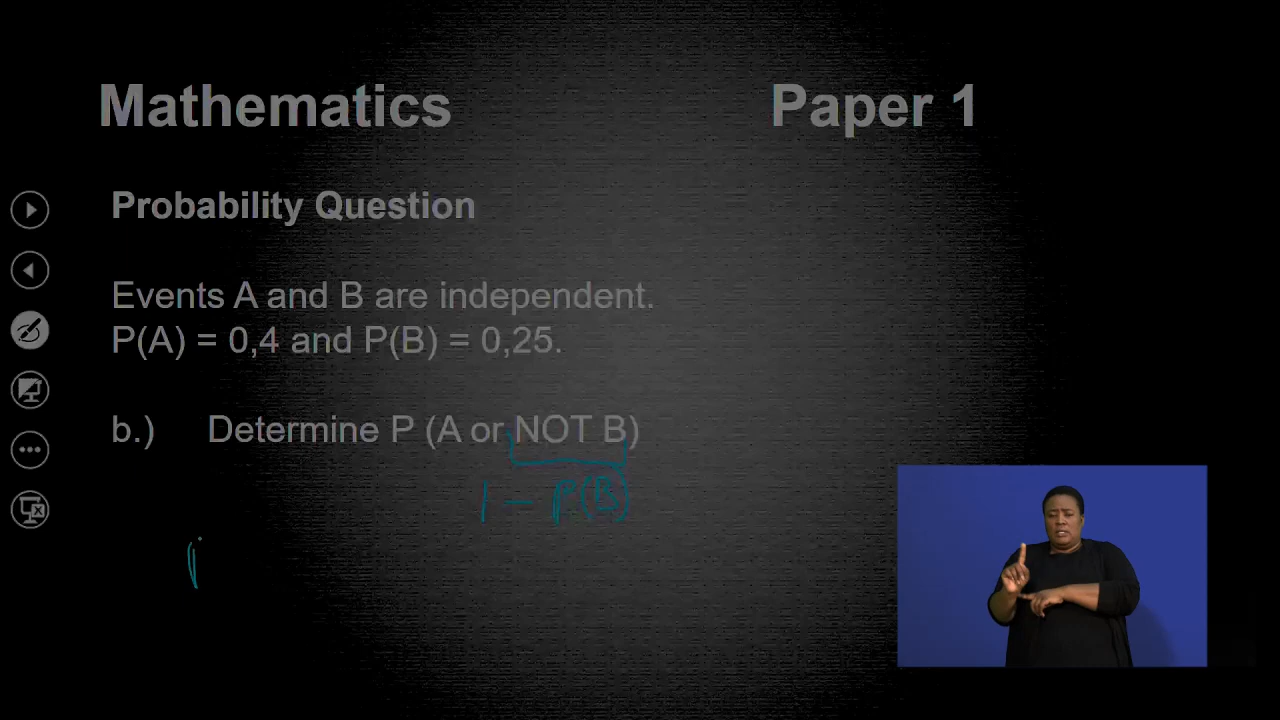 Mathematics Paper 1
Probability Question
Events A and B are independent.
P(A) = 0,4 and P(B) = 0,25.
b.) Determine P (A or NOT B)
1 – P(B)